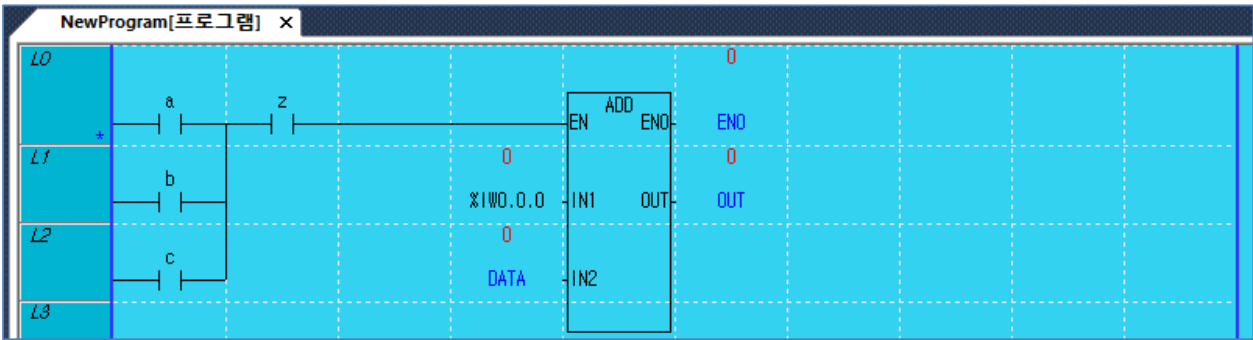 NewProgram[프로그램] ×
L0
0
a
z
ADD
EN
ENO
ENO
*
L1
0
0
b
%IW0.0.0
IN1
OUT
OUT
L2
0
c
DATA
IN2
L3